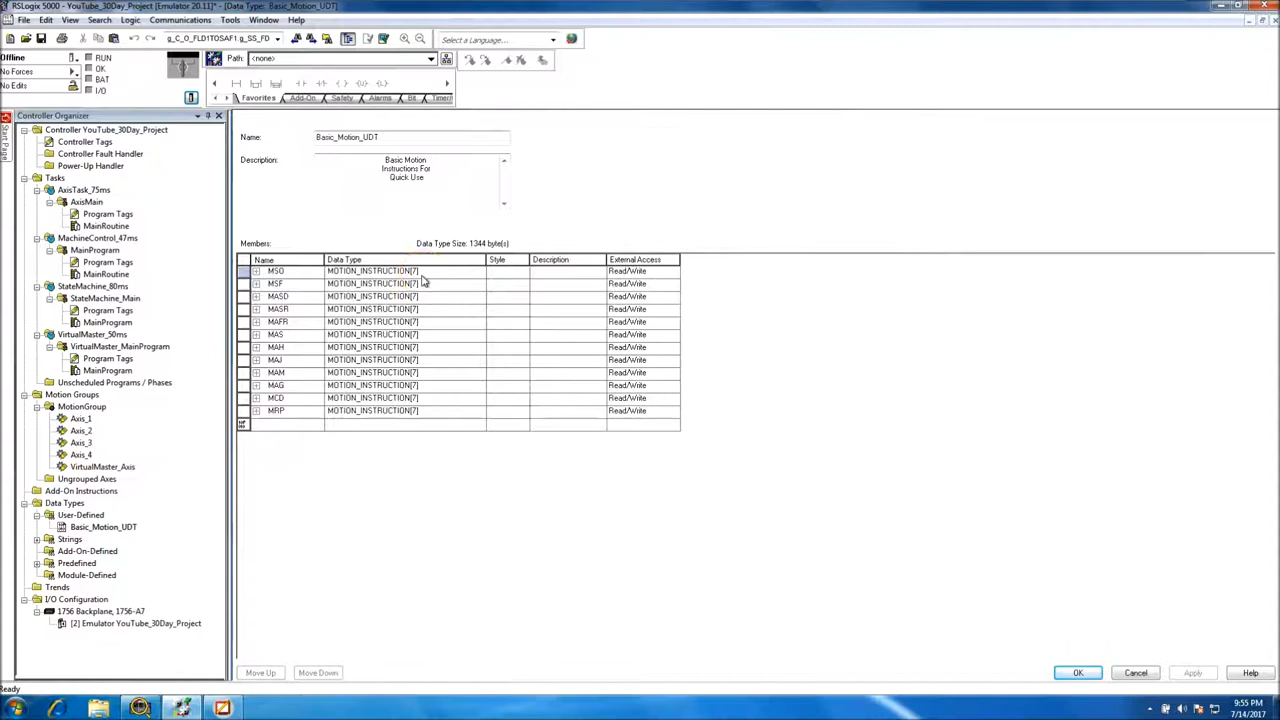 RSLogix 5000 - YouTube_30Day_Project [Emulator 20.11]* - [Data Type: Basic_Motion_UDT]
File Edit View Search Logic Communications Tools Window Help
g_C_O_FLD1TOSAF1.g_SS_FD
Select a Language...
Offline
RUN
Path: <none>
No Forces
OK
BAT
No Edits
I/O
Favorites Add-On Safety Alarms Bit
Controller Organizer
Start Page
Controller YouTube_30Day_Project
Controller Tags
Controller Fault Handler
Power-Up Handler
Tasks
AxisTask_75ms
AxisMain
Program Tags
MainRoutine
MachineControl_47ms
MainProgram
Program Tags
MainRoutine
StateMachine_80ms
StateMachine_Main
Program Tags
MainProgram
VirtualMaster_50ms
VirtualMaster_MainProgram
Program Tags
MainProgram
Unscheduled Programs / Phases
Motion Groups
MotionGroup
Axis_1
Axis_2
Axis_3
Axis_4
VirtualMaster_Axis
Ungrouped Axes
Add-On Instructions
Data Types
User-Defined
Basic_Motion_UDT
Strings
Add-On-Defined
Predefined
Module-Defined
Trends
I/O Configuration
1756 Backplane, 1756-A7
[2] Emulator YouTube_30Day_Project
Name: Basic_Motion_UDT
Description: Basic Motion
Instructions For
Quick Use
Members: Data Type Size: 1344 byte(s)
Name Data Type Style Description External Access
MSO MOTION_INSTRUCTION[7] Read/Write
MSF MOTION_INSTRUCTION[7] Read/Write
MASD MOTION_INSTRUCTION[7] Read/Write
MASR MOTION_INSTRUCTION[7] Read/Write
MAFR MOTION_INSTRUCTION[7] Read/Write
MAS MOTION_INSTRUCTION[7] Read/Write
MAH MOTION_INSTRUCTION[7] Read/Write
MAJ MOTION_INSTRUCTION[7] Read/Write
MAM MOTION_INSTRUCTION[7] Read/Write
MAG MOTION_INSTRUCTION[7] Read/Write
MCD MOTION_INSTRUCTION[7] Read/Write
MRP MOTION_INSTRUCTION[7] Read/Write
Move Up Move Down OK Cancel Apply Help
Ready
9:55 PM
7/14/2017